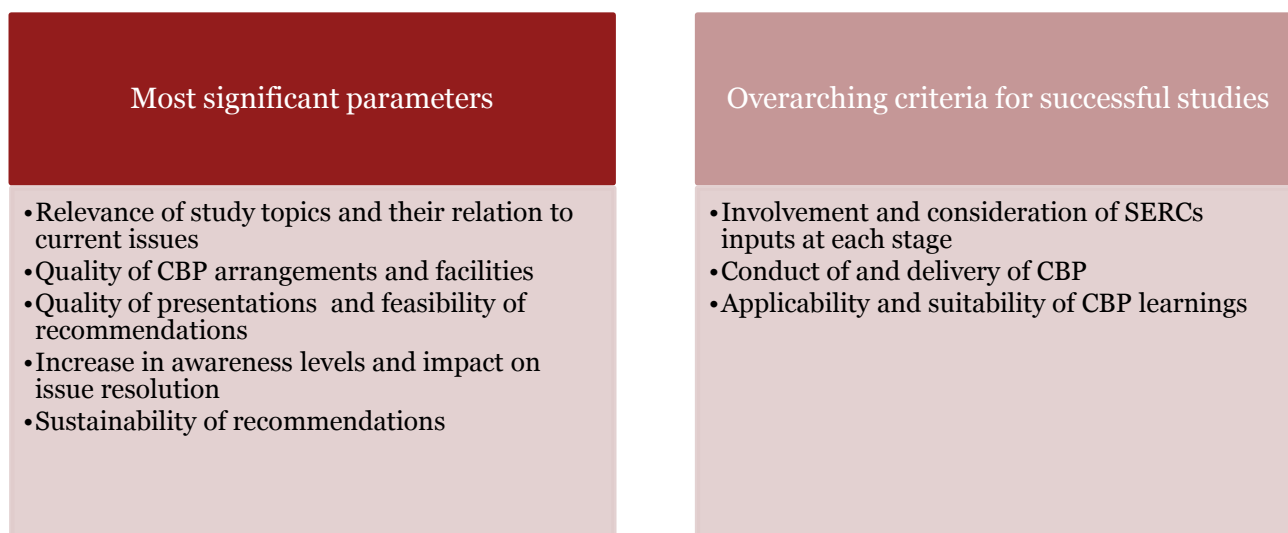 Most significant parameters
•Relevance of study topics and their relation to
current issues
•Quality of CBP arrangements and facilities
•Quality of presentations and feasibility of
recommendations
•Increase in awareness levels and impact on
issue resolution
•Sustainability of recommendations
Overarching criteria for successful studies
•Involvement and consideration of SERCs
inputs at each stage
•Conduct of and delivery of CBP
•Applicability and suitability of CBP learnings